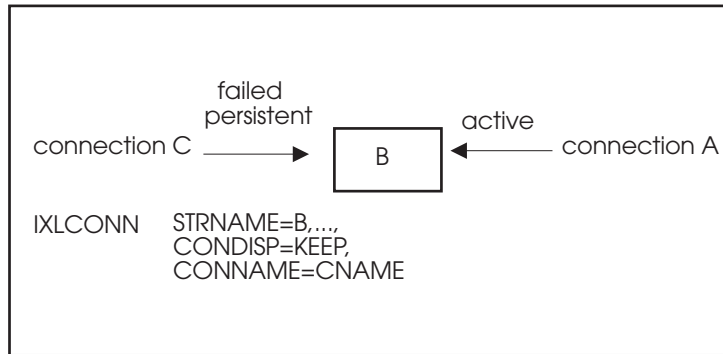 failed
persistent
active
connection C
B
connection A
IXLCONN STRNAME=B,...,
CONDISP=KEEP,
CONNAME=CNAME